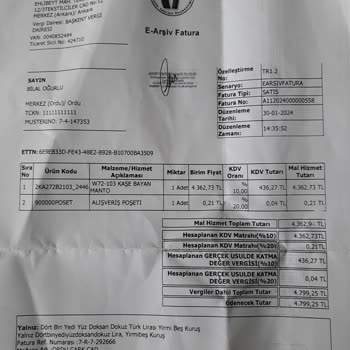 EHLİBEYT MAH.
12/3TEKSTİLCİLER CAD NO:
MERKEZ(Ankara)/ Ankara
Vergi Dairesi: BAŞKENT VERGİ
DAİRESİ
VKN: 0040852484
Ticaret Sicil No: 424710
E-Arşiv Fatura
SAYIN
BİLAL OĞURLU
MERKEZ (Ordu)/ Ordu
TCKN: 11111111111
MUSTERINO: 7-4-147353
Özelleştirme No: TR1.2
Senaryo: EARSIVFATURA
Fatura Tipi: SATIS
Fatura No: A112024000000558
Düzenleme Tarihi: 30-01-2024
Düzenleme Zamanı: 14:35:52
ETTN: 6E9EB33D-FE43-48E2-8928-B10700BA3509
Sıra No Ürün Kodu Malzeme/Hizmet Açıklaması Miktar Birim Fiyat KDV Oranı KDV Tutarı Mal Hizmet Tutarı
1 2KA272B2103_2446 W72-103 KAŞE BAYAN MANTO 1 Adet 4.362,73 TL % 10,00 436,27 TL 4.362,73 TL
2 900000POSET ALIŞVERİŞ POŞETİ 1 Adet 0,21 TL % 20,00 0,04 TL 0,21 TL
Mal Hizmet Toplam Tutarı 4.362,94 TL
Hesaplanan KDV Matrahı(%10) 4.362,73TL
Hesaplanan KDV Matrahı(%20) 0,21TL
Hesaplanan GERÇEK USULDE KATMA DEĞER VERGİSİ(%10) 436,27 TL
Hesaplanan GERÇEK USULDE KATMA DEĞER VERGİSİ(%20) 0,04 TL
Vergiler Dahil Toplam Tutar 4.799,25 TL
Ödenecek Tutar 4.799,25 TL
Yalnız: Dört Bin Yedi Yüz Doksan Dokuz Türk Lirası Yirmi Beş Kuruş
Yalnız Dörtbinyediyüzdoksandokuz Lira, Yirmibeş Kuruş
Fatura Ref. Numarası :7-R-7-292666